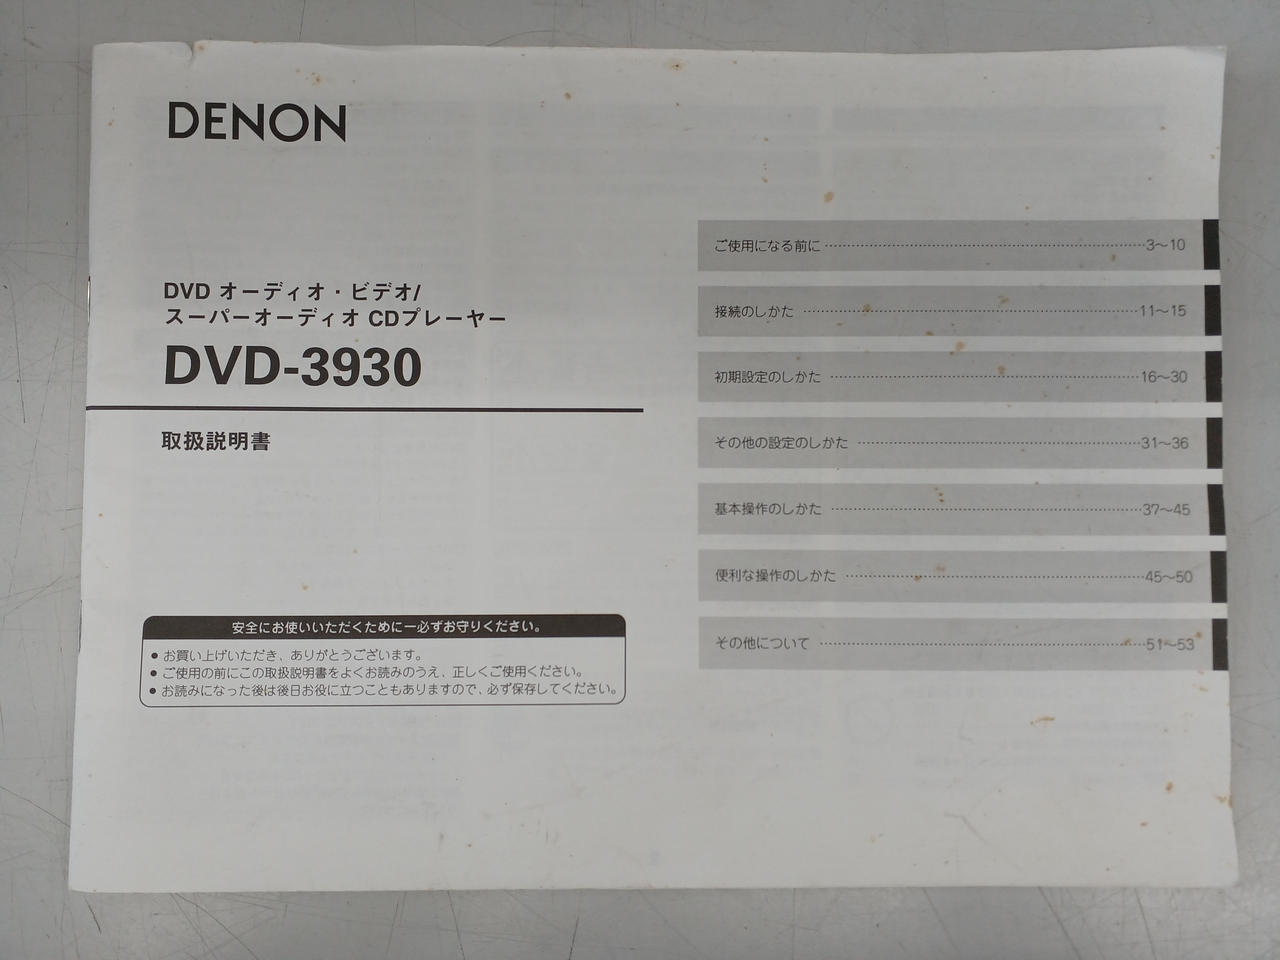 DENON
DVD オーディオ・ビデオ/
スーパーオーディオ CDプレーヤー
DVD-3930
取扱説明書
安全にお使いいただくために―必ずお守りください。
● お買い上げいただき、ありがとうございます。
● ご使用の前にこの取扱説明書をよくお読みのうえ、正しくご使用ください。
● お読みになった後は後日お役に立つこともありますので、必ず保存してください。
ご使用になる前に 3〜10
接続のしかた 11〜15
初期設定のしかた 16〜30
その他の設定のしかた 31〜36
基本操作のしかた 37〜45
便利な操作のしかた 45〜50
その他について 51〜53